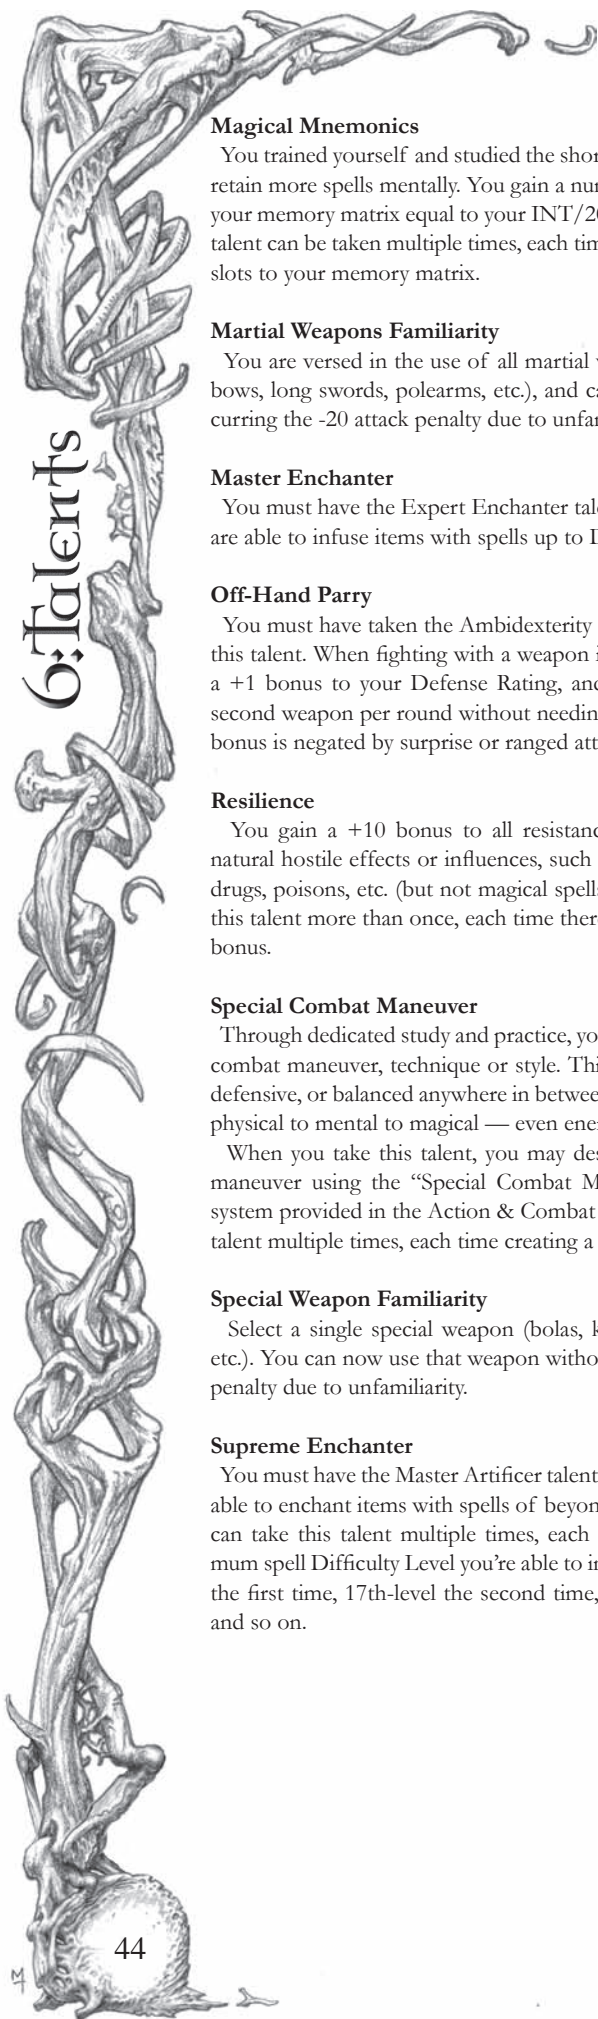 Magical Mnemonics
You trained yourself and studied the shor
retain more spells mentally. You gain a nu
your memory matrix equal to your INT/20
talent can be taken multiple times, each tim
slots to your memory matrix.
Martial Weapons Familiarity
You are versed in the use of all martial
bows, long swords, polearms, etc.), and ca
curring the -20 attack penalty due to unfa
Master Enchanter
You must have the Expert Enchanter tal
are able to infuse items with spells up to D
Off-Hand Parry
You must have taken the Ambidexterity
this talent. When fighting with a weapon i
a +1 bonus to your Defense Rating, and
second weapon per round without needin
bonus is negated by surprise or ranged att
Resilience
You gain a +10 bonus to all resistanc
natural hostile effects or influences, such
drugs, poisons, etc. (but not magical spell
this talent more than once, each time ther
bonus.
Special Combat Maneuver
Through dedicated study and practice, yo
combat maneuver, technique or style. Thi
defensive, or balanced anywhere in betwee
physical to mental to magical — even ene
When you take this talent, you may des
maneuver using the “Special Combat M
system provided in the Action & Combat
talent multiple times, each time creating a
Special Weapon Familiarity
Select a single special weapon (bolas, k
etc.). You can now use that weapon witho
penalty due to unfamiliarity.
Supreme Enchanter
You must have the Master Artificer talent
able to enchant items with spells of beyon
can take this talent multiple times, each
mum spell Difficulty Level you’re able to i
the first time, 17th-level the second time,
and so on.
6:Talents
44